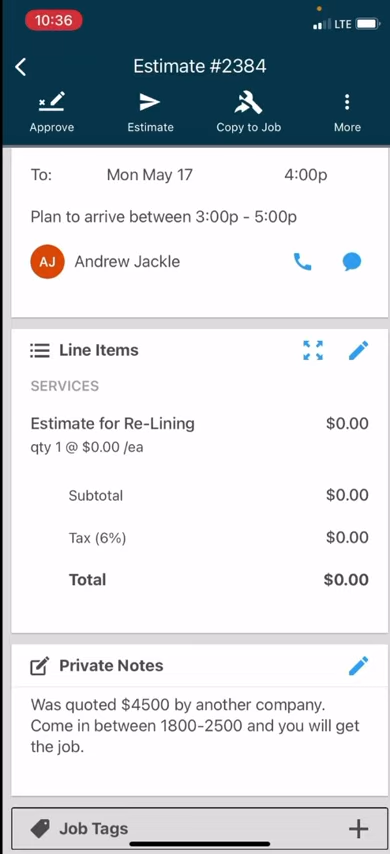 10:36
LTE
Estimate #2384
Approve
Estimate
Copy to Job
More
To: Mon May 17 4:00p
Plan to arrive between 3:00p - 5:00p
AJ Andrew Jackle
Line Items
SERVICES
Estimate for Re-Lining $0.00
qty 1 @ $0.00 /ea
Subtotal $0.00
Tax (6%) $0.00
Total $0.00
Private Notes
Was quoted $4500 by another company.
Come in between 1800-2500 and you will get
the job.
Job Tags